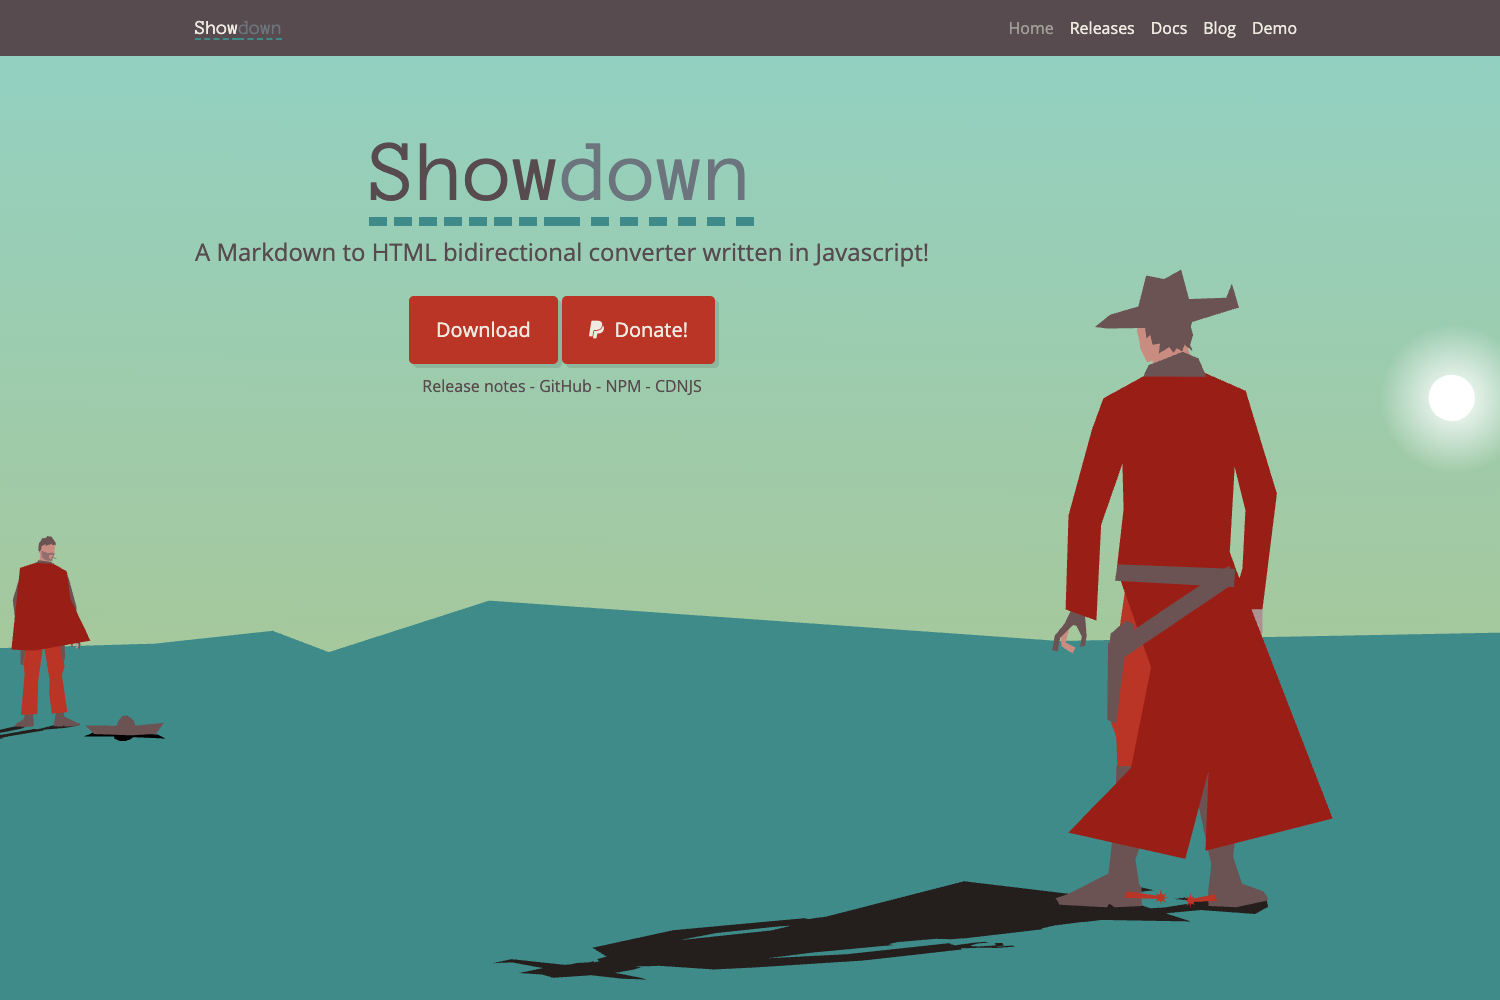 Showdown
Home Releases Docs Blog Demo
Showdown
A Markdown to HTML bidirectional converter written in Javascript!
Download
Donate!
Release notes - GitHub - NPM - CDNJS